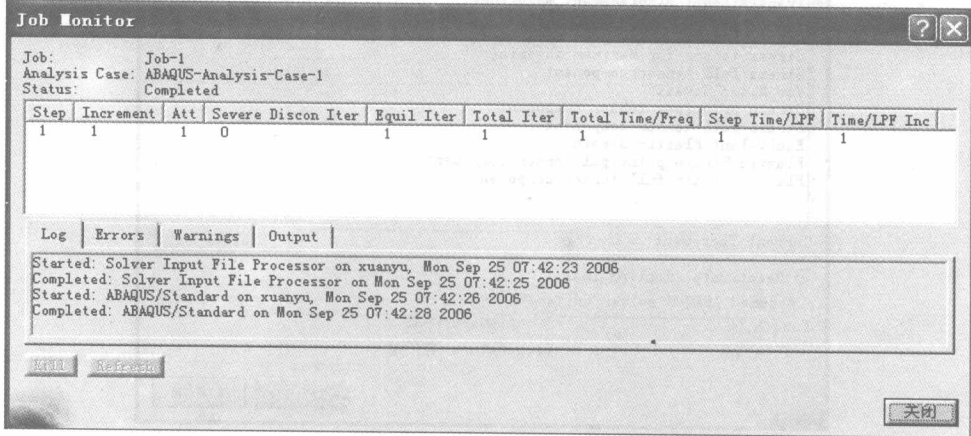 Job Monitor
Job: Job-1
Analysis Case: ABAQUS-Analysis-Case-1
Status: Completed
Step Increment Att Severe Discon Iter Equil Iter Total Iter Total Time/Freq Step Time/LPF Time/LPF Inc
1 1 1 0 1 1 1 1 1
Log Errors Warnings Output
Started: Solver Input File Processor on xuanyu, Mon Sep 25 07:42:23 2006
Completed: Solver Input File Processor on Mon Sep 25 07:42:25 2006
Started: ABAQUS/Standard on xuanyu, Mon Sep 25 07:42:26 2006
Completed: ABAQUS/Standard on Mon Sep 25 07:42:28 2006
Kill Refresh
关闭